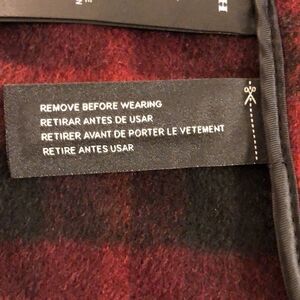 REMOVE BEFORE WEARING
RETIRAR ANTES DE USAR
RETIRER AVANT DE PORTER LE VETEMENT
RETIRE ANTES USAR